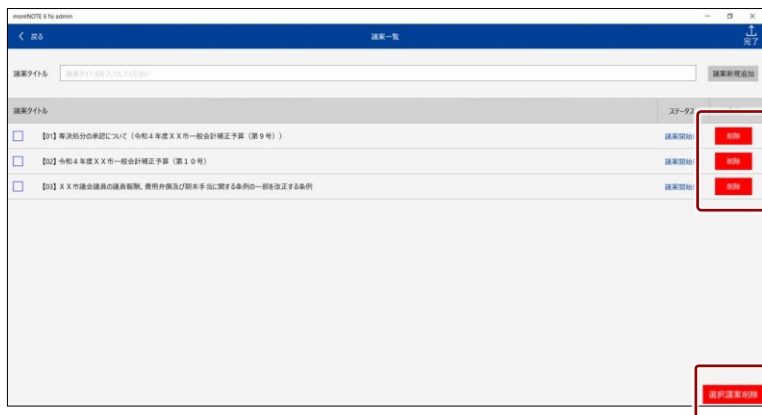 moreNOTE 6 for admin
戻る
議案一覧
完了
議案タイトル
議案タイトルを入力してください
議案新規追加
議案タイトル
ステータス
【01】専決処分の承認について（令和４年度ＸＸ市一般会計補正予算（第９号））
議案開始
削除
【02】令和４年度ＸＸ市一般会計補正予算（第１０号）
議案開始
削除
【03】ＸＸ市議会議員の議員報酬、費用弁償及び期末手当に関する条例の一部を改正する条例
議案開始
削除
選択議案削除